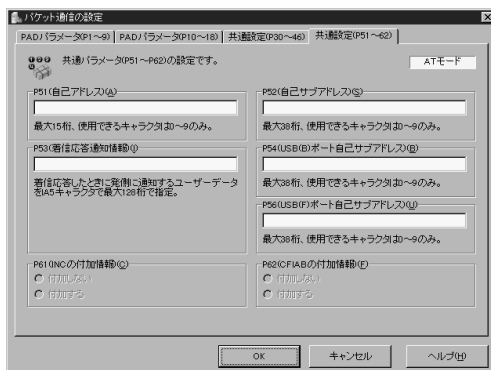 パケット通信の設定
PADパラメータ(P1～9)
PADパラメータ(P10～18)
共通設定(P30～46)
共通設定(P51～62)
共通パラメータ(P51～P62)の設定です。
ATモード
P51(自己アドレス)(A)
最大15桁、使用できるキャラクタは0～9のみ。
P52(自己サブアドレス)(S)
最大38桁、使用できるキャラクタは0～9のみ。
P53(着信応答通知情報)(I)
着信応答したときに発側に通知するユーザーデータ
をIA5キャラクタで最大128桁で指定。
P54(USB(B)ポート自己サブアドレス)(B)
最大38桁、使用できるキャラクタは0～9のみ。
P56(USB(F)ポート自己サブアドレス)(U)
最大38桁、使用できるキャラクタは0～9のみ。
P61(INCの付加情報)(C)
付加しない
付加する
P62(CFIABの付加情報)(F)
付加しない
付加する
OK
キャンセル
ヘルプ(H)